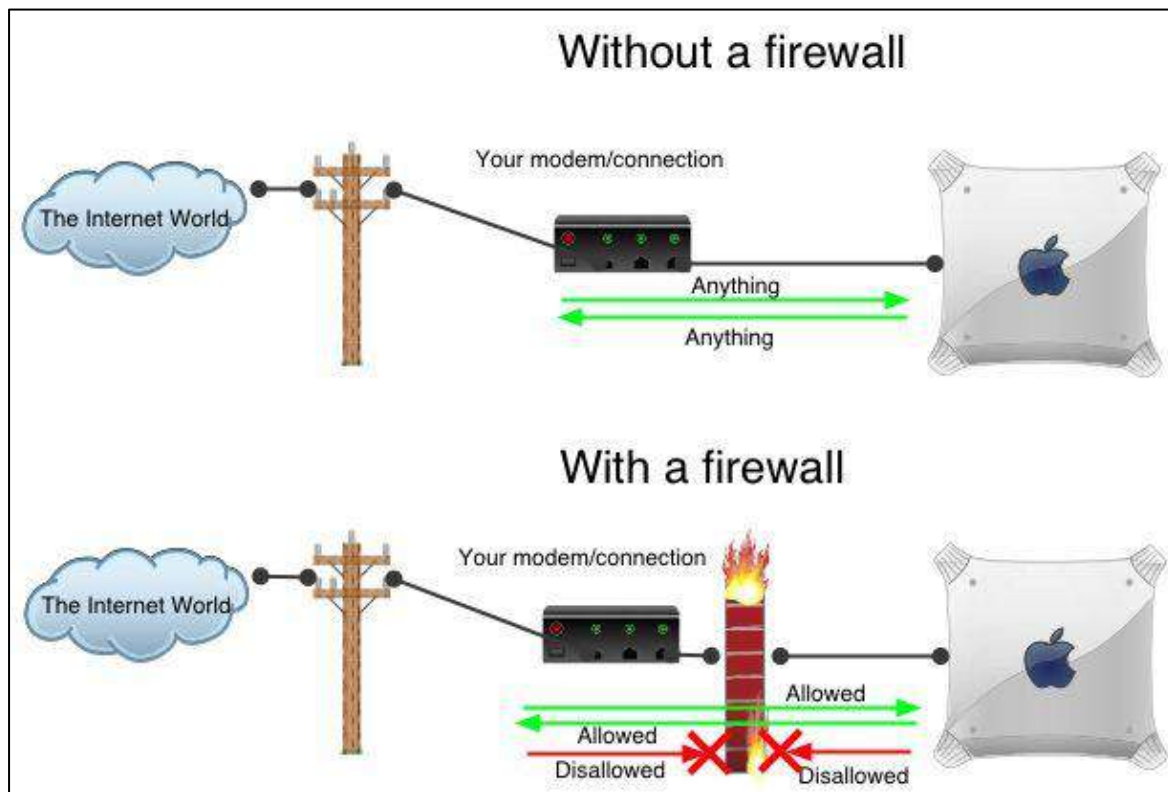 Without a firewall
Your modem/connection
The Internet World
Anything
Anything
With a firewall
Your modem/connection
The Internet World
Allowed
Allowed
Disallowed
Disallowed